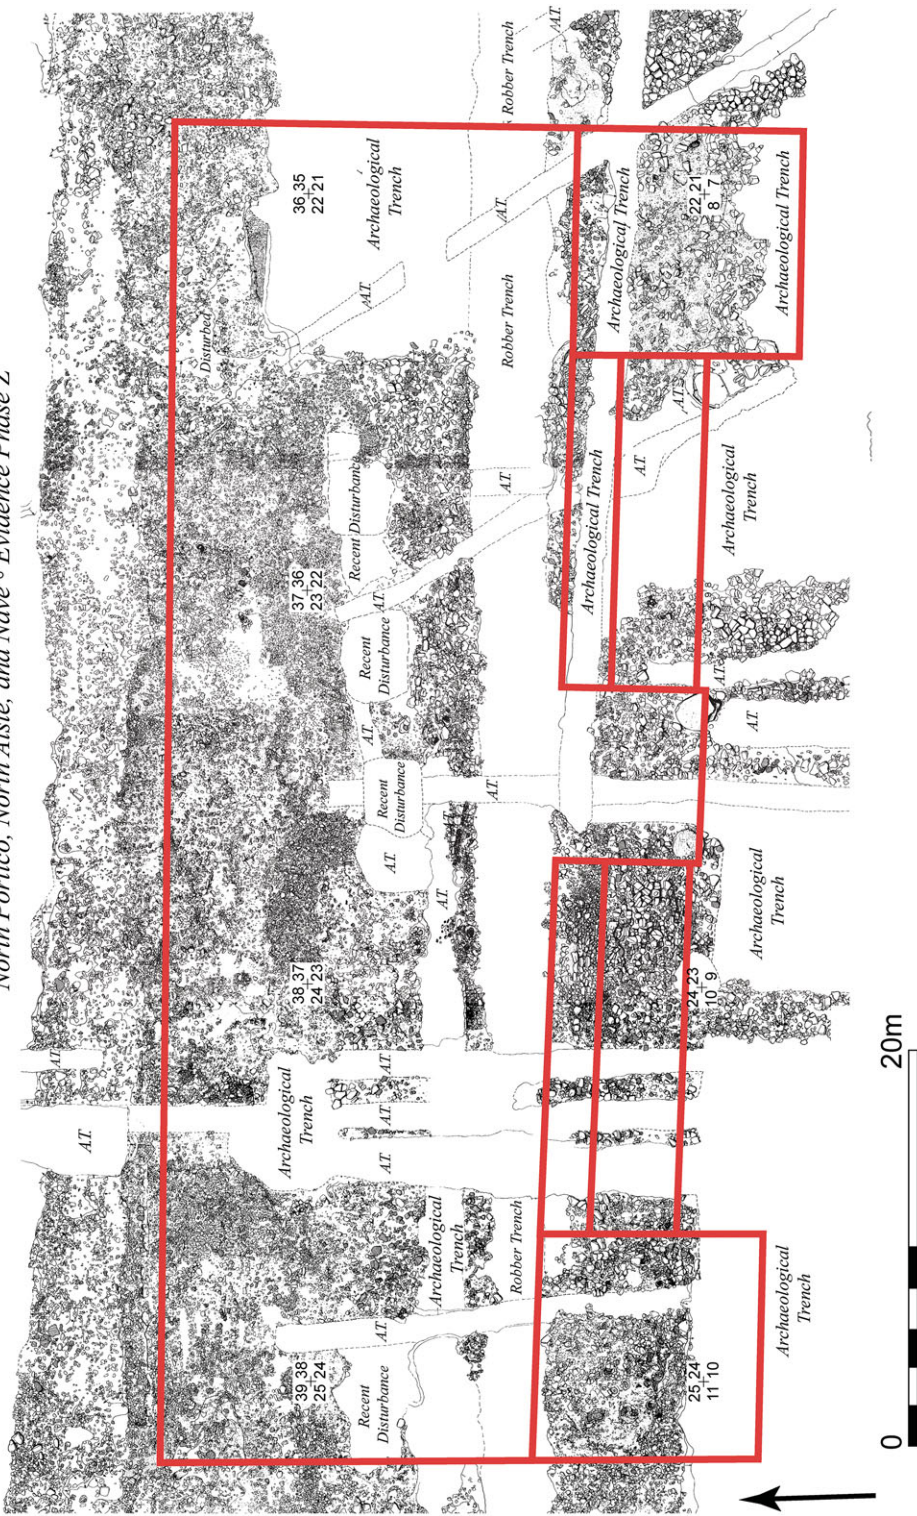 North Portico, North Aisle, and Nave ° Evidence Phase Z
A.T.
A.T.
Disturbed
39 38
25+24
Archaeological
Trench
38 37
24+23
37 36
23+22
36 35
22+21
Recent
Disturbance
A.T.
A.T.
A.T.
A.T.
A.T.
Recent
Disturbance
A.T.
Recent
Disturbance
A.T.
Recent Disturbance
A.T.
Archaeological
Trench
Archaeological
Trench
A.T.
A.T.
Robber Trench
A.T.
A.T.
Robber Trench
A.T.
Robber Trench
A.T.
Archaeological Trench
Archaeological Trench
A.T.
A.T.
25 24
11+10
24 23
10+9
A.T.
22 21
8+7
Archaeological
Trench
Archaeological
Trench
A.T.
Archaeological
Trench
Archaeological Trench
0
20m